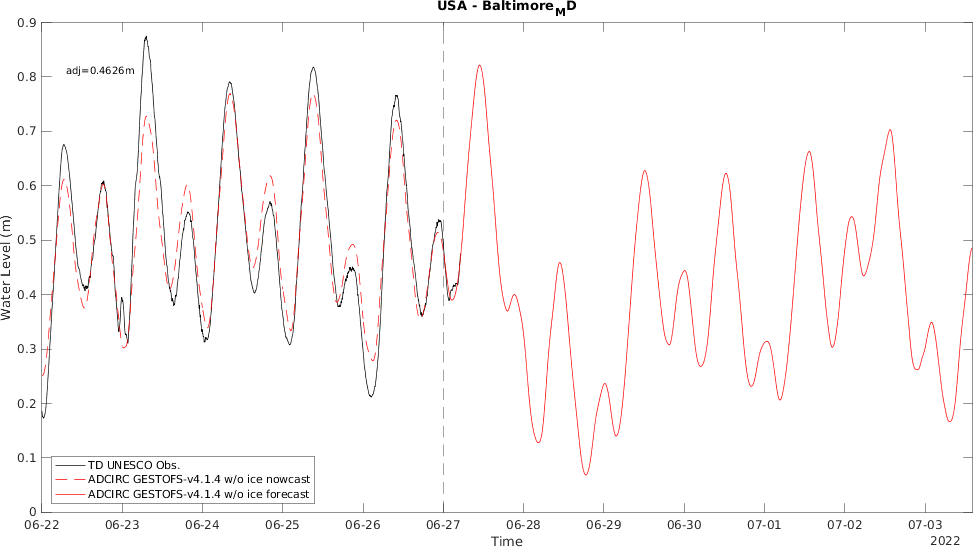 USA - Baltimore_MD
adj=0.4626m
Water Level (m)
0.9
0.8
0.7
0.6
0.5
0.4
0.3
0.2
0.1
0
TD UNESCO Obs.
ADCIRC GESTOFS-v4.1.4 w/o ice nowcast
ADCIRC GESTOFS-v4.1.4 w/o ice forecast
06-22 06-23 06-24 06-25 06-26 06-27 06-28 06-29 06-30 07-01 07-02 07-03
Time
2022